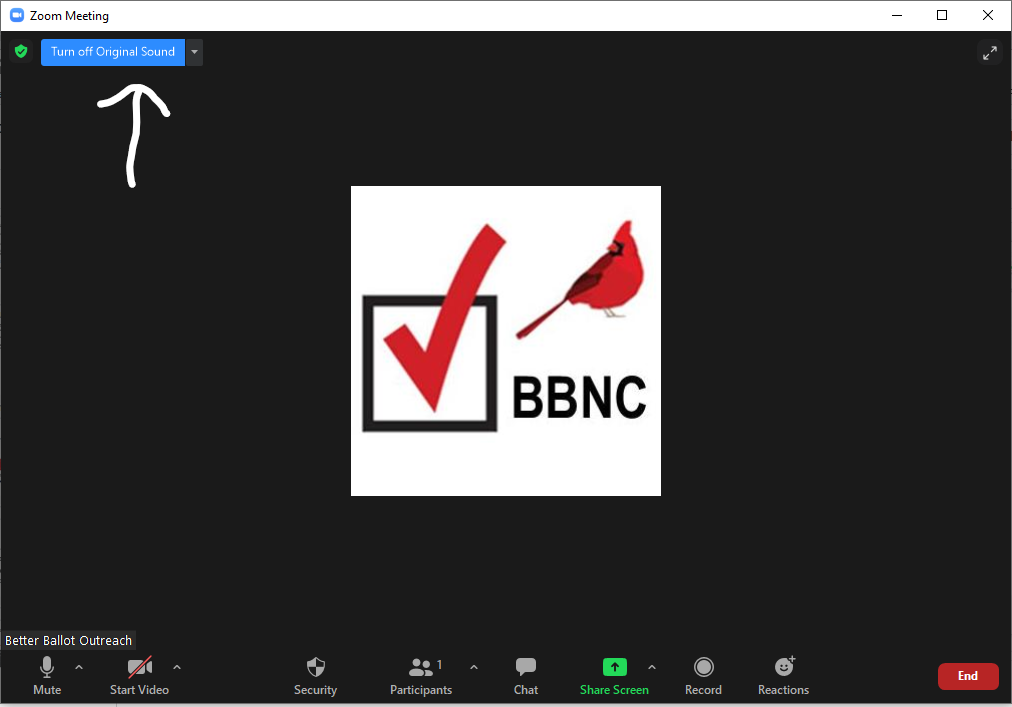 Zoom Meeting
Turn off Original Sound
BBNC
Better Ballot Outreach
1
Mute
Start Video
Security
Participants
Chat
Share Screen
Record
Reactions
End